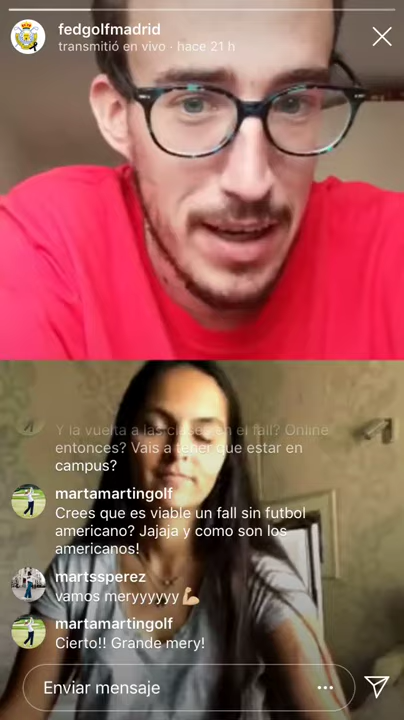 fedgolfmadrid
transmitió en vivo · hace 21 h
Y la vuelta a las clases en el fall? Online
entonces? Vais a tener que estar en
campus?
martamartingolf
Crees que es viable un fall sin futbol
americano? Jajaja y como son los
americanos!
martssperez
vamos meryyyyyy💪🏼
martamartingolf
Cierto!! Grande mery!
Enviar mensaje